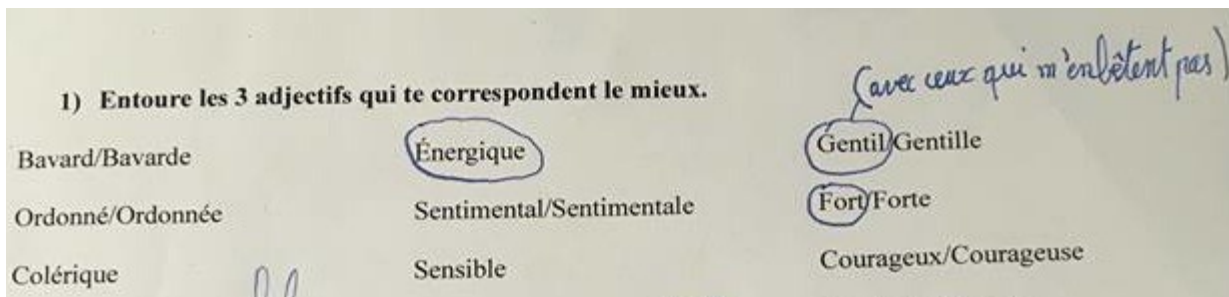 (avec ceux qui m'enbêtent pas)
1) Entoure les 3 adjectifs qui te correspondent le mieux.
Bavard/Bavarde Énergique Gentil/Gentille
Ordonné/Ordonnée Sentimental/Sentimentale Fort/Forte
Colérique Sensible Courageux/Courageuse